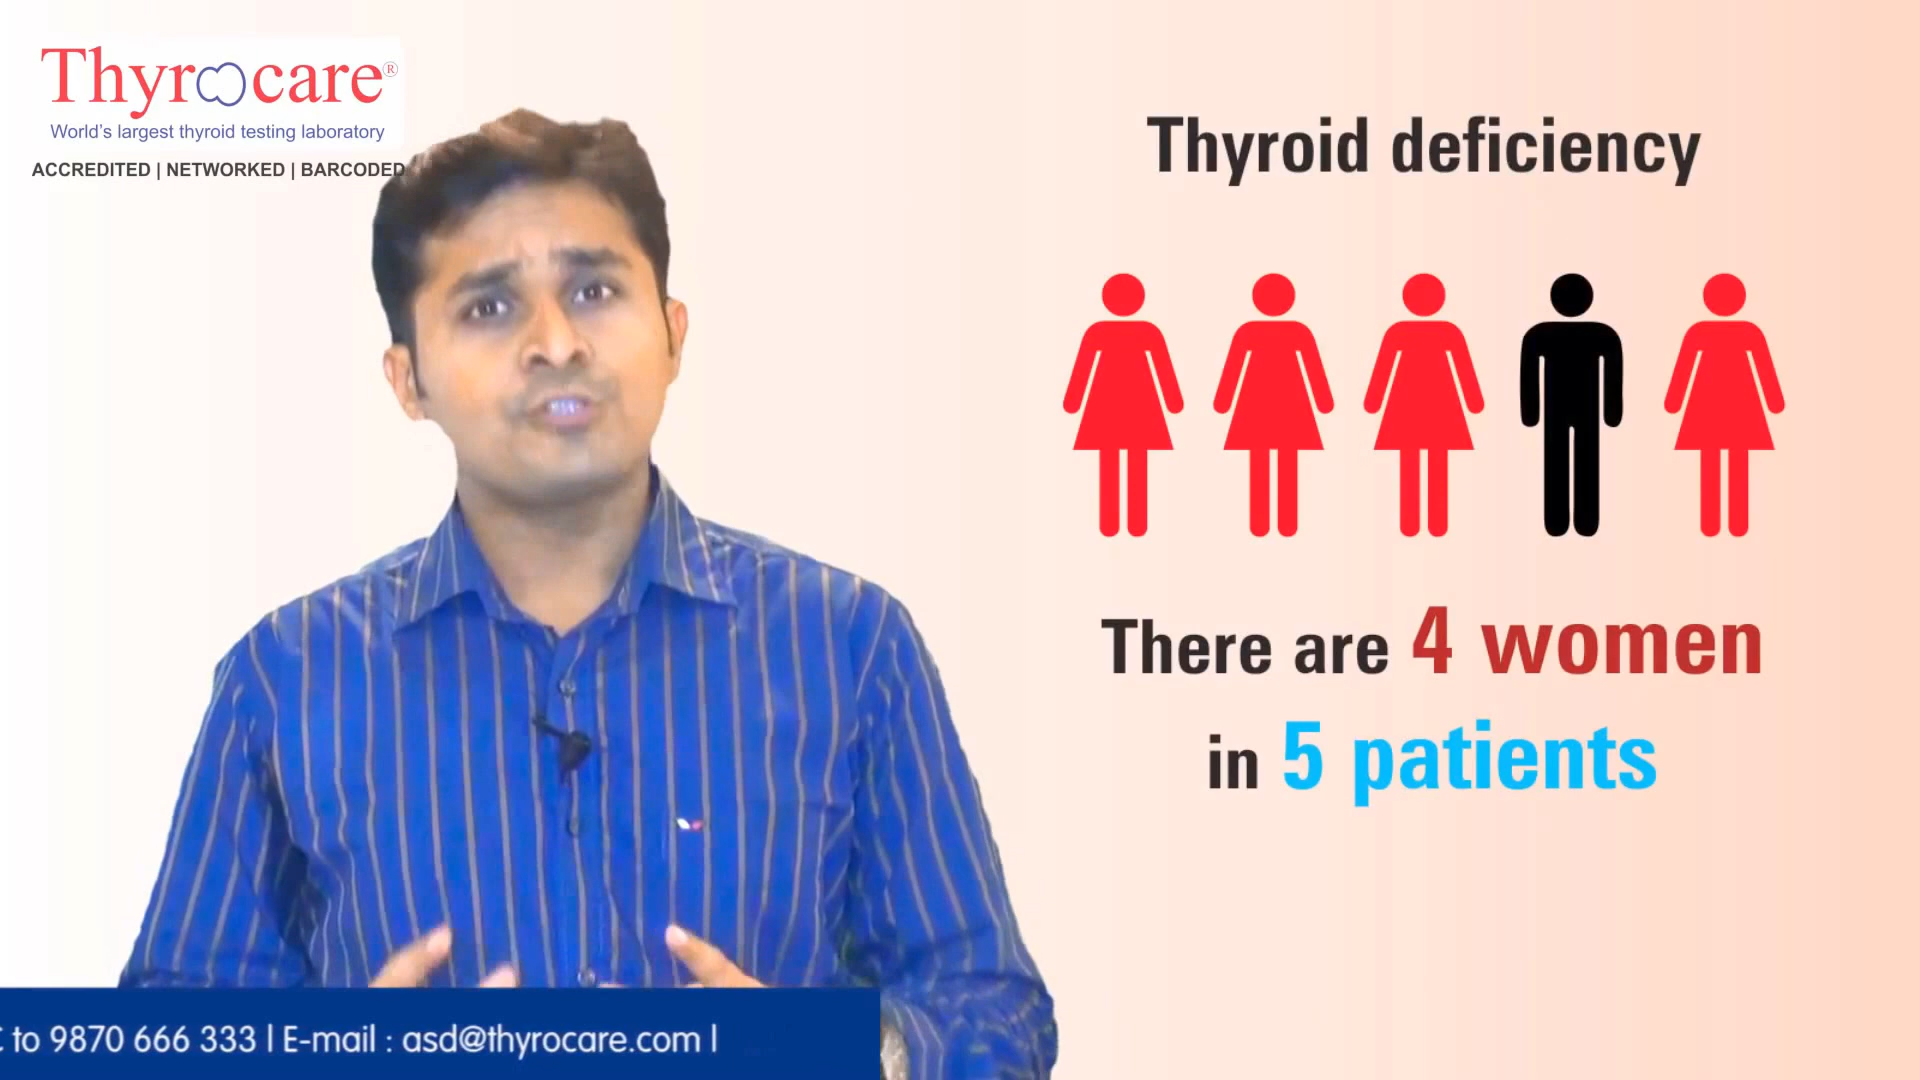 Thyrocare®
World's largest thyroid testing laboratory
ACCREDITED | NETWORKED | BARCODED
Thyroid deficiency
There are 4 women
in 5 patients
to 9870 666 333 | E-mail : asd@thyrocare.com |